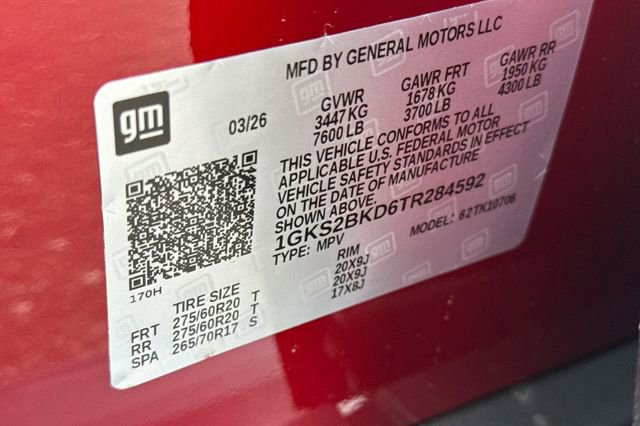 MFD BY GENERAL MOTORS LLC
gm
03/26
GVWR
3447 KG
7600 LB
GAWR FRT
1678 KG
3700 LB
GAWR RR
1950 KG
4300 LB
THIS VEHICLE CONFORMS TO ALL
APPLICABLE U.S. FEDERAL MOTOR
VEHICLE SAFETY STANDARDS IN EFFECT
ON THE DATE OF MANUFACTURE
SHOWN ABOVE.
1GKS2BKD6TR284592
TYPE: MPV
MODEL: 62TK10706
170H
TIRE SIZE RIM
FRT 275/60R20 T 20X9J
RR 275/60R20 T 20X9J
SPA 265/70R17 S 17X8J